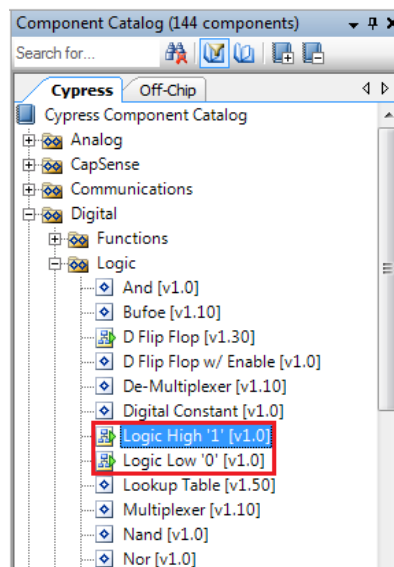 Component Catalog (144 components)
Search for...
Cypress
Off-Chip
Cypress Component Catalog
Analog
CapSense
Communications
Digital
Functions
Logic
And [v1.0]
Bufoe [v1.10]
D Flip Flop [v1.30]
D Flip Flop w/ Enable [v1.0]
De-Multiplexer [v1.10]
Digital Constant [v1.0]
Logic High '1' [v1.0]
Logic Low '0' [v1.0]
Lookup Table [v1.50]
Multiplexer [v1.10]
Nand [v1.0]
Nor [v1.0]